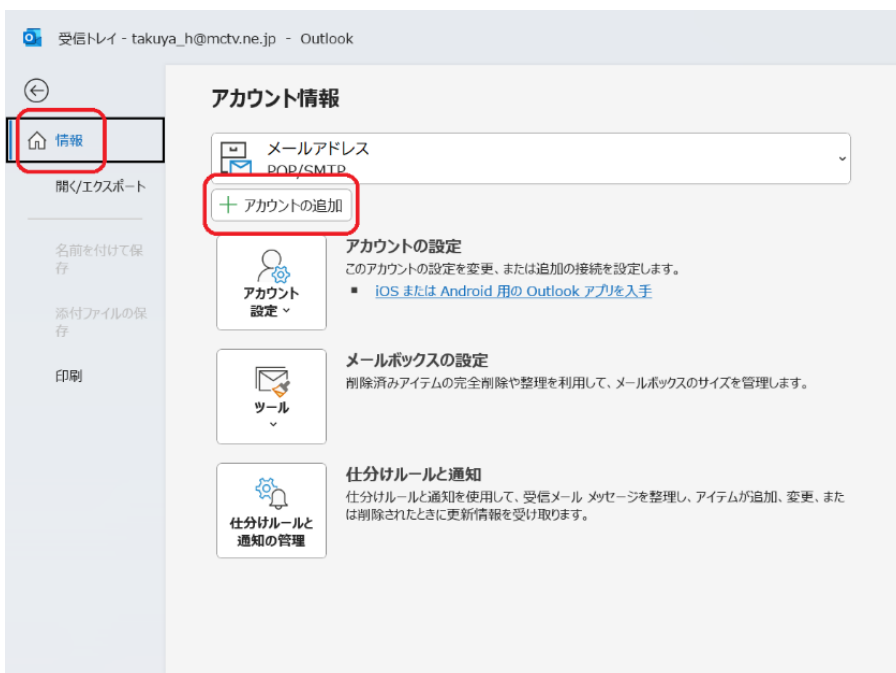 受信トレイ - takuya_h@mctv.ne.jp - Outlook
情報
開く/エクスポート
名前を付けて保
存
添付ファイルの保
存
印刷
アカウント情報
メールアドレス
POP/SMTP
アカウントの追加
アカウント
設定
アカウントの設定
このアカウントの設定を変更、または追加の接続を設定します。
■ iOS または Android 用の Outlook アプリを入手
ツール
メールボックスの設定
削除済みアイテムの完全削除や整理を利用して、メールボックスのサイズを管理します。
仕分けルールと
通知の管理
仕分けルールと通知
仕分けルールと通知を使用して、受信メール メッセージを整理し、アイテムが追加、変更、また
は削除されたときに更新情報を受け取ります。